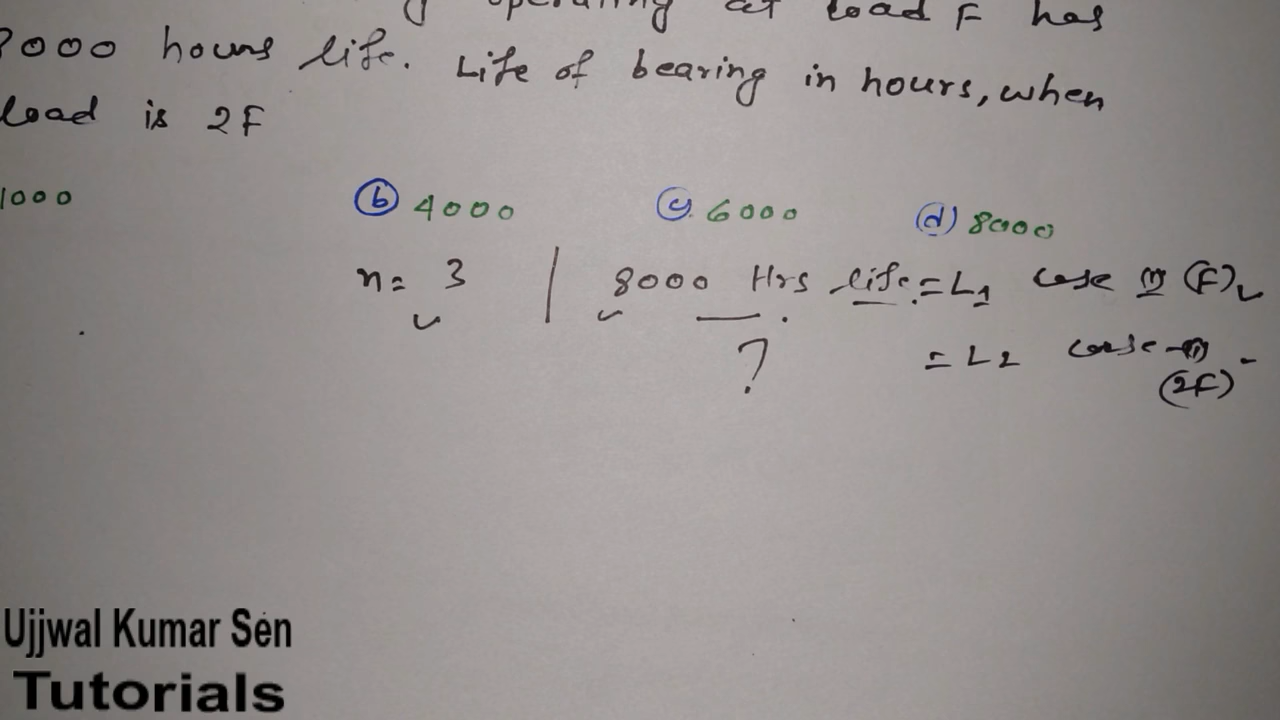 operating at load F has
8000 hours life. Life of bearing in hours, when
load is 2F
1000 (b) 4000 (c) 6000 (d) 8000
n = 3 | 8000 Hrs life = L1 case (F)
? = L2 case (2F)
Ujjwal Kumar Sen
Tutorials